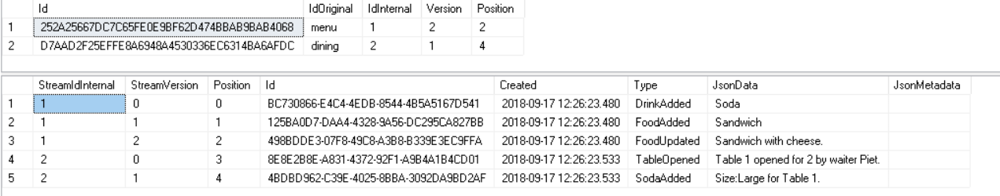 Id IdOriginal IdInternal Version Position
1 252A25667DC7C65FE0E9BF62D474BBAB9BAB4068 menu 1 2 2
2 D7AAD2F25EFFE8A6948A4530336EC6314BA6AFDC dining 2 1 4
StreamIdInternal StreamVersion Position Id Created Type JsonData JsonMetadata
1 1 0 0 BC730866-E4C4-4EDB-8544-4B5A5167D541 2018-09-17 12:26:23.480 DrinkAdded Soda
2 1 1 1 125BA0D7-DAA4-4328-9A56-DC295CA827BB 2018-09-17 12:26:23.480 FoodAdded Sandwich
3 1 2 2 498BDDE3-07F8-49C8-A3B8-B339E3EC9FFA 2018-09-17 12:26:23.480 FoodUpdated Sandwich with cheese.
4 2 0 3 8E8E2B8E-A831-4372-92F1-A9B4A1B4CD01 2018-09-17 12:26:23.533 TableOpened Table 1 opened for 2 by waiter Piet.
5 2 1 4 4BDBD962-C39E-4025-8BBA-3092DA9BD2AF 2018-09-17 12:26:23.533 SodaAdded Size:Large for Table 1.